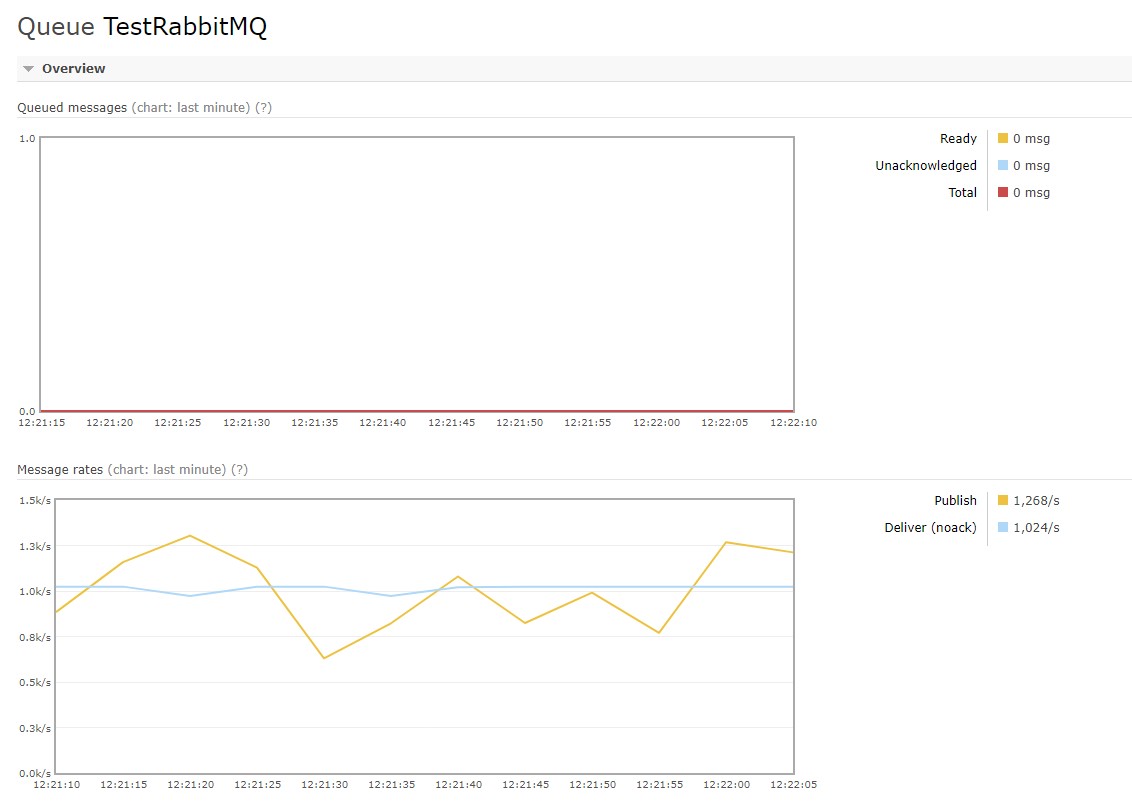 Queue TestRabbitMQ
Overview
Queued messages (chart: last minute) (?)
1.0
0.0
12:21:15 12:21:20 12:21:25 12:21:30 12:21:35 12:21:40 12:21:45 12:21:50 12:21:55 12:22:00 12:22:05 12:22:10
Ready 0 msg
Unacknowledged 0 msg
Total 0 msg
Message rates (chart: last minute) (?)
1.5k/s
1.3k/s
1.0k/s
0.8k/s
0.5k/s
0.3k/s
0.0k/s
12:21:10 12:21:15 12:21:20 12:21:25 12:21:30 12:21:35 12:21:40 12:21:45 12:21:50 12:21:55 12:22:00 12:22:05
Publish 1,268/s
Deliver (noack) 1,024/s